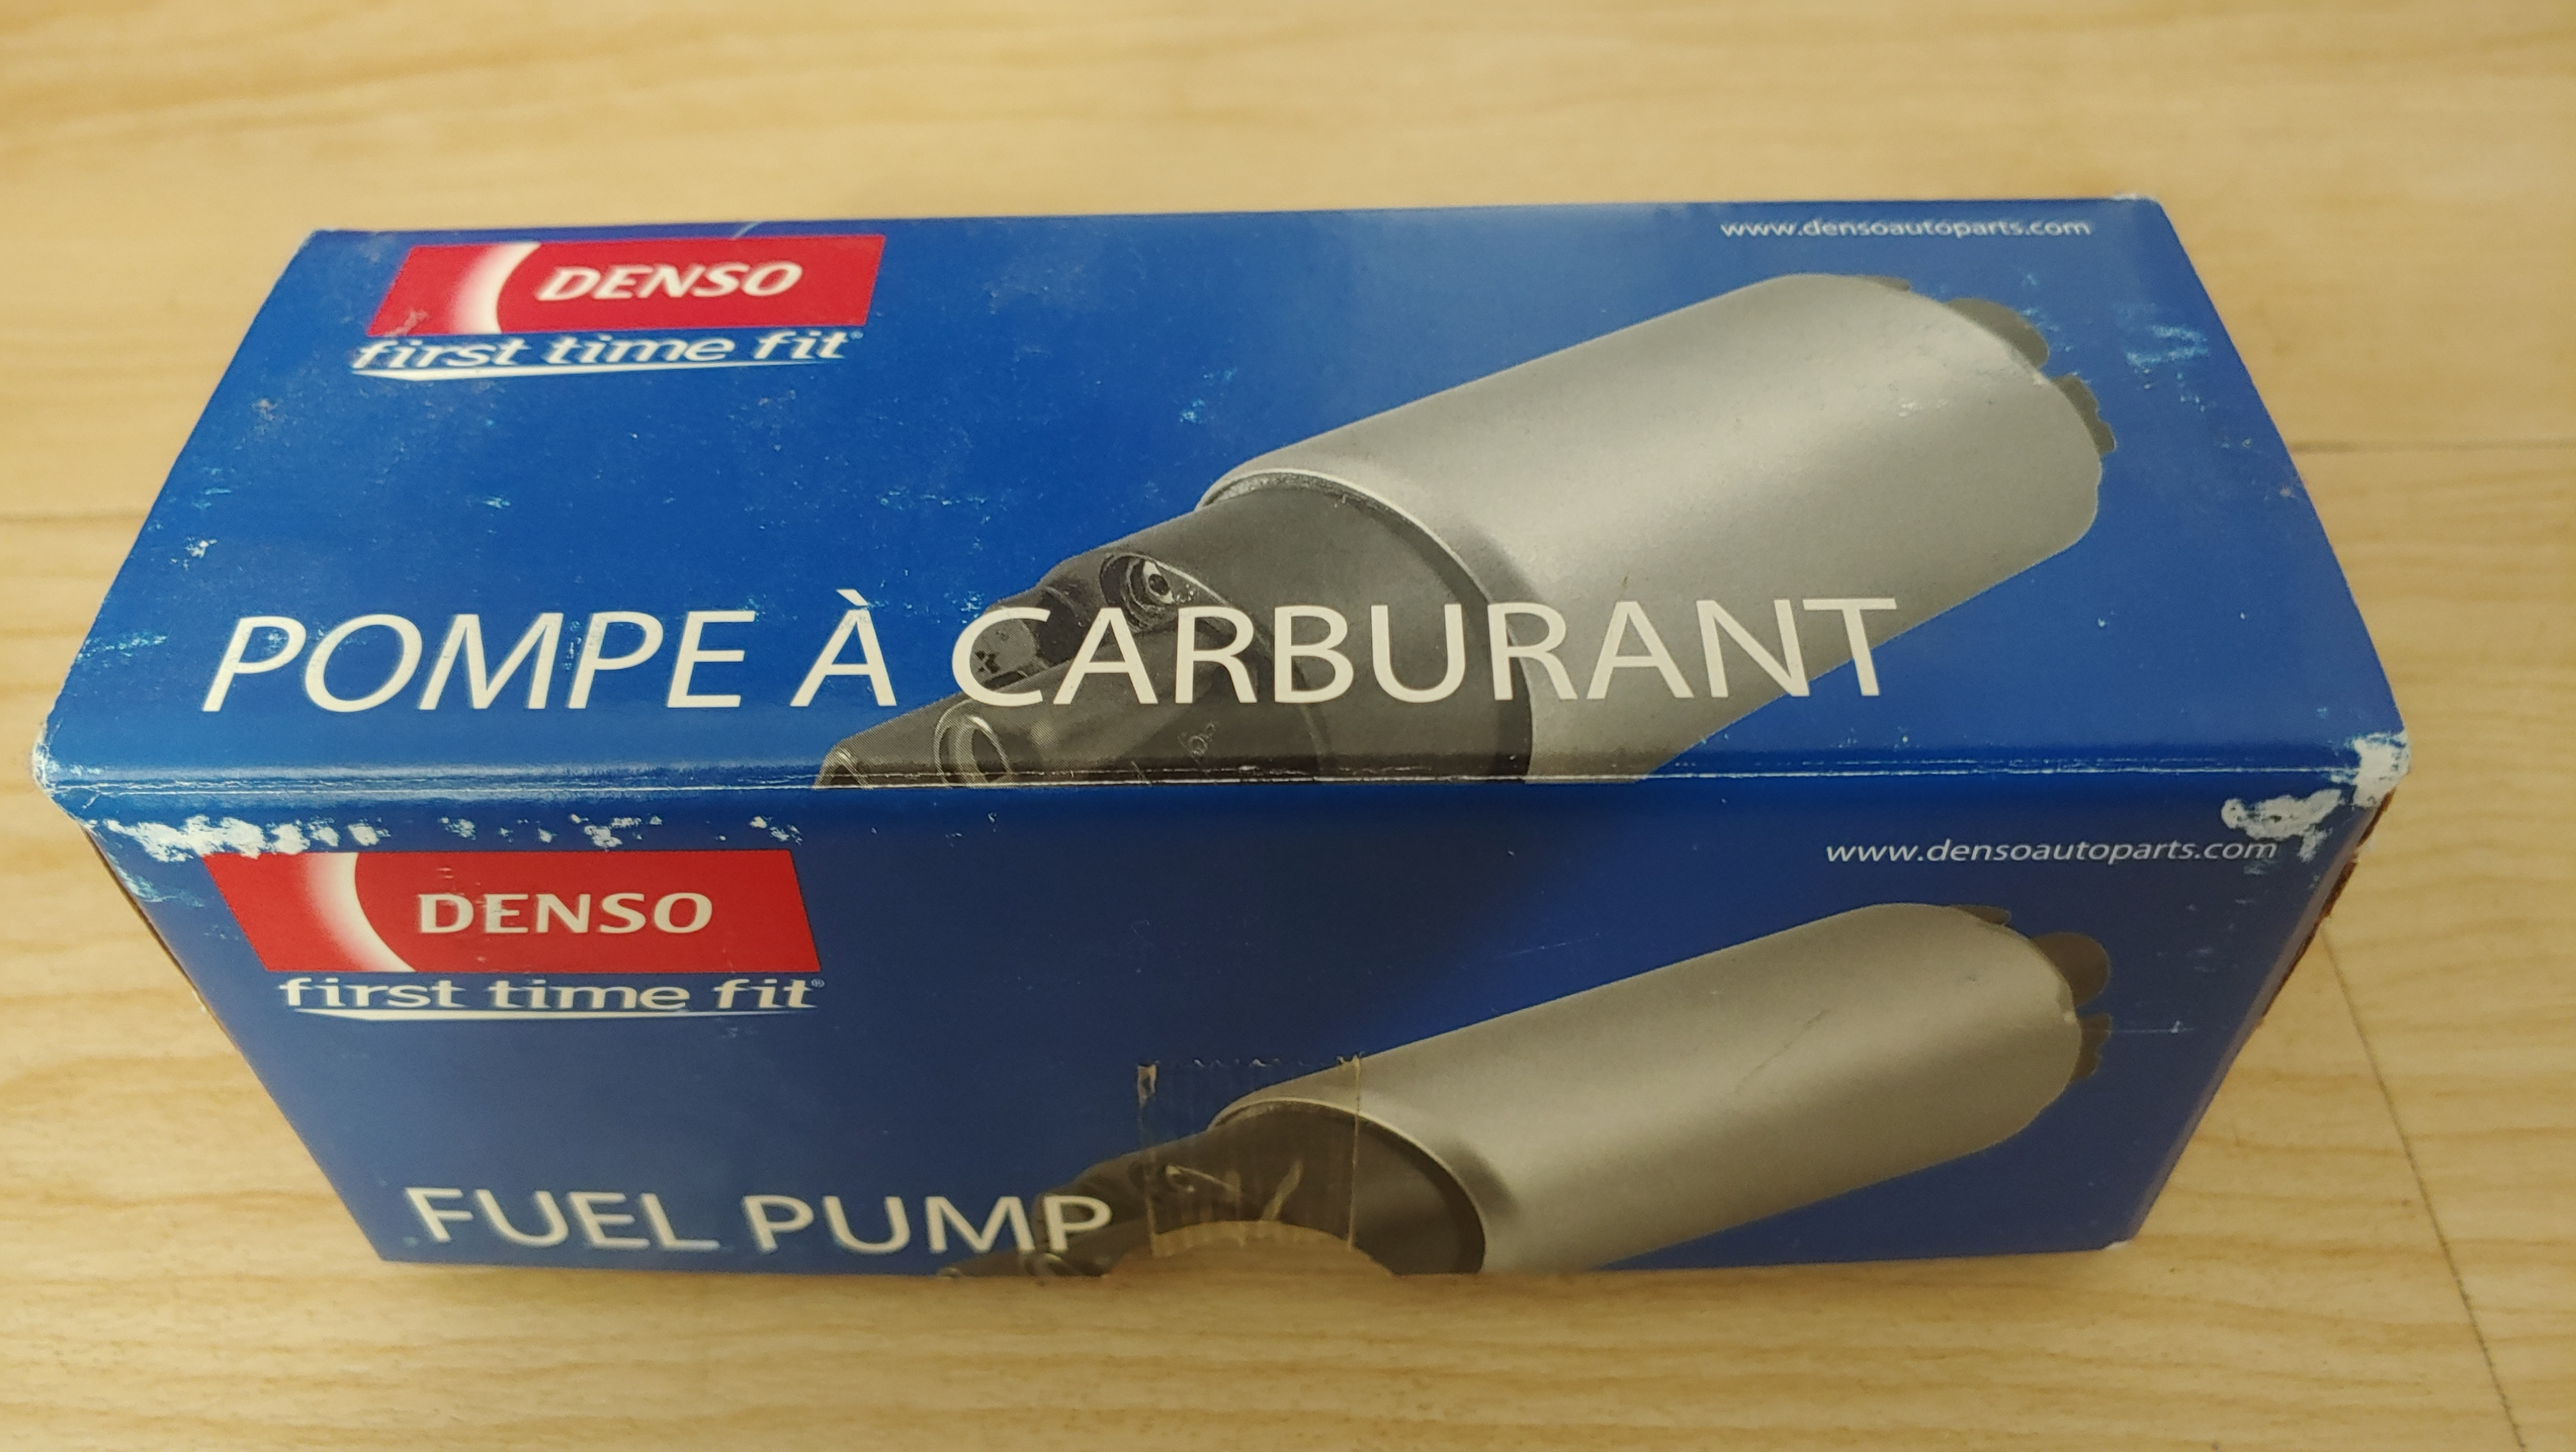 DENSO
first time fit®
www.densoautoparts.com
POMPE À CARBURANT
DENSO
first time fit®
www.densoautoparts.com
FUEL PUMP